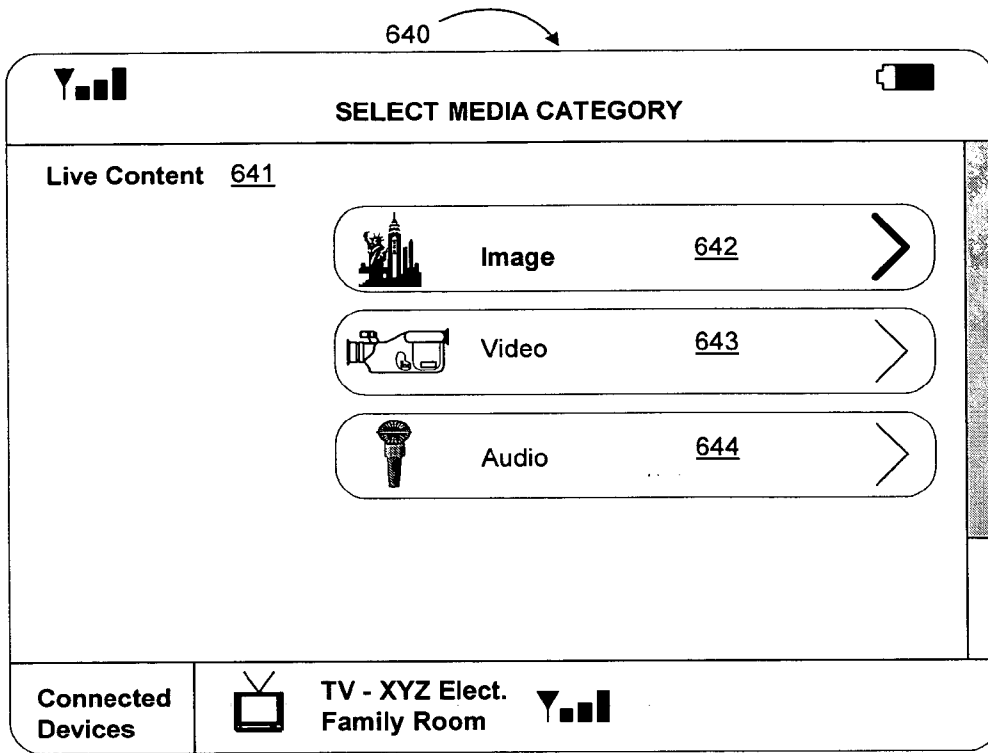 640
SELECT MEDIA CATEGORY
Live Content 641
Image 642
Video 643
Audio 644
Connected
Devices
TV - XYZ Elect.
Family Room